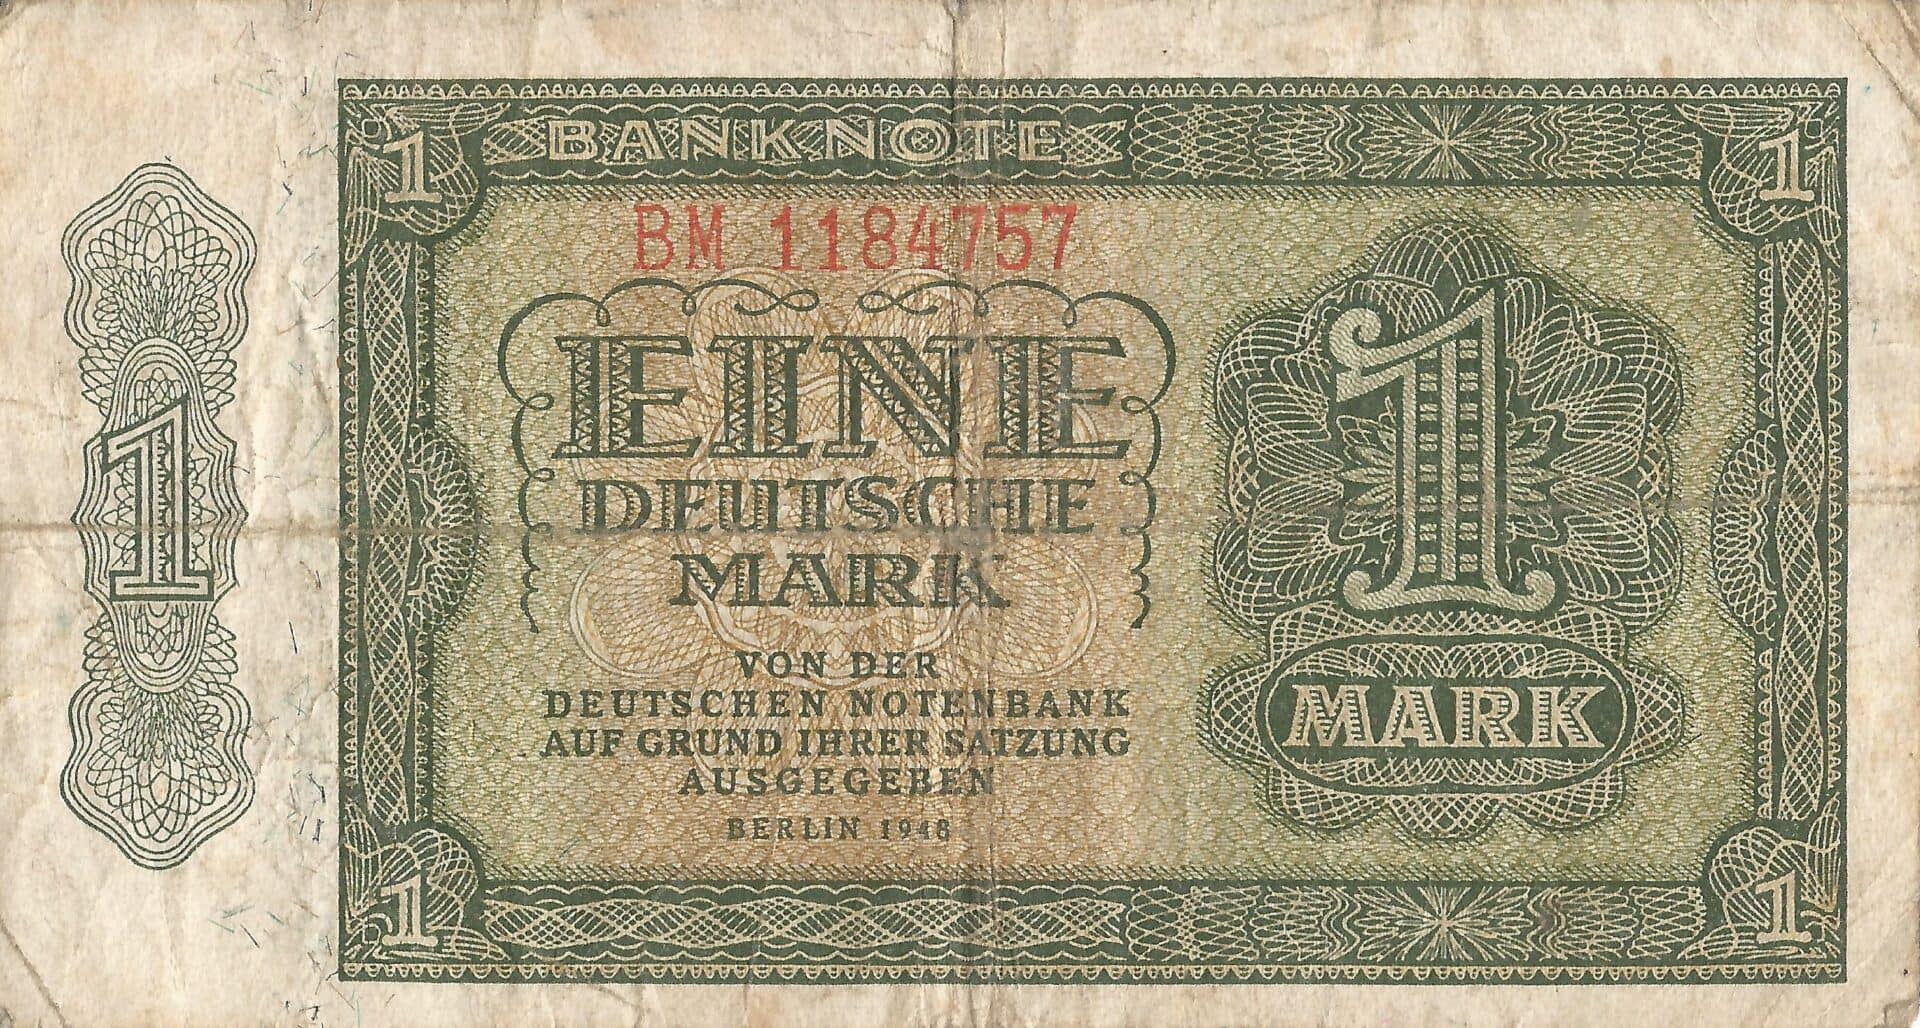 BANKNOTE
1
1
BM 1184757
EINE
DEUTSCHE
MARK
VON DER
DEUTSCHEN NOTENBANK
AUF GRUND IHRER SATZUNG
AUSGEGEBEN
BERLIN 1948
1
1
MARK
1
1